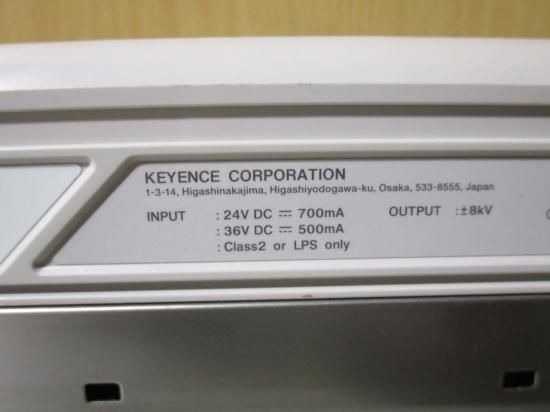 KEYENCE CORPORATION
1-3-14, Higashinakajima, Higashiyodogawa-ku, Osaka, 533-8555, Japan
INPUT : 24V DC ⎓ 700mA OUTPUT : ±8kV
: 36V DC ⎓ 500mA
: Class2 or LPS only